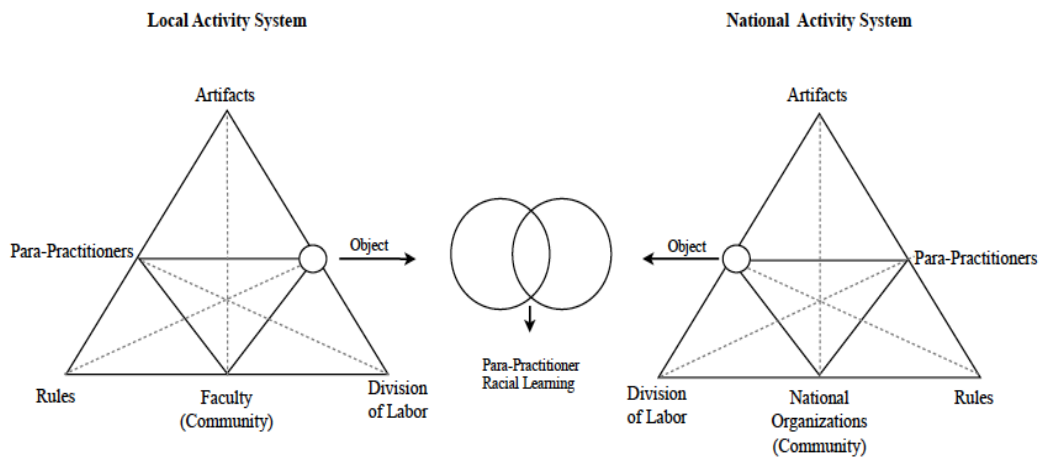 Local Activity System
National Activity System
Artifacts
Artifacts
Para-Practitioners
Object
Object
Para-Practitioners
Para-Practitioner
Racial Learning
Rules
Faculty
(Community)
Division
of Labor
Division
of Labor
National
Organizations
(Community)
Rules